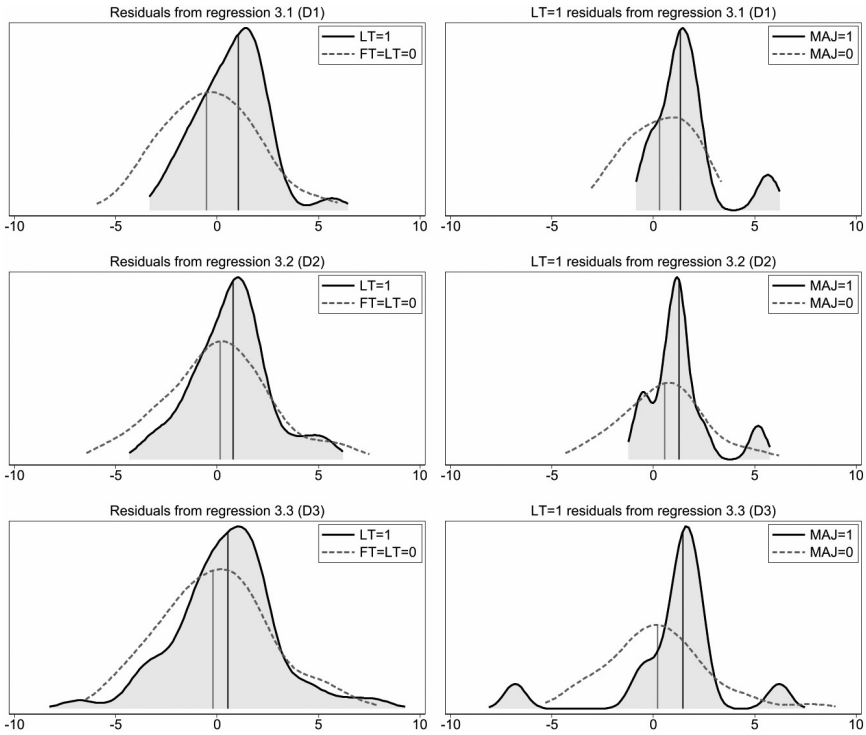 Residuals from regression 3.1 (D1)
LT=1
FT=LT=0
-10 -5 0 5 10
LT=1 residuals from regression 3.1 (D1)
MAJ=1
MAJ=0
-10 -5 0 5 10
Residuals from regression 3.2 (D2)
LT=1
FT=LT=0
-10 -5 0 5 10
LT=1 residuals from regression 3.2 (D2)
MAJ=1
MAJ=0
-10 -5 0 5 10
Residuals from regression 3.3 (D3)
LT=1
FT=LT=0
-10 -5 0 5 10
LT=1 residuals from regression 3.3 (D3)
MAJ=1
MAJ=0
-10 -5 0 5 10